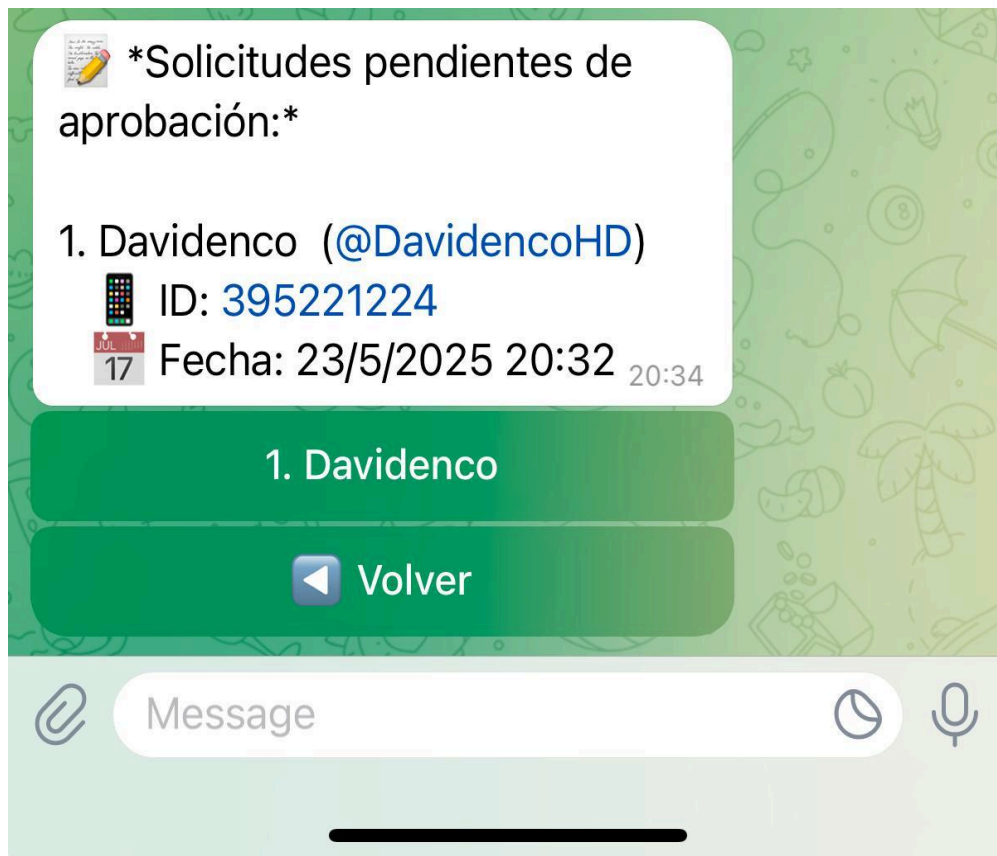 *Solicitudes pendientes de
aprobación:*
1. Davidenco (@DavidencoHD)
ID: 395221224
JUL
17
Fecha: 23/5/2025 20:32
20:34
1. Davidenco
Volver
Message